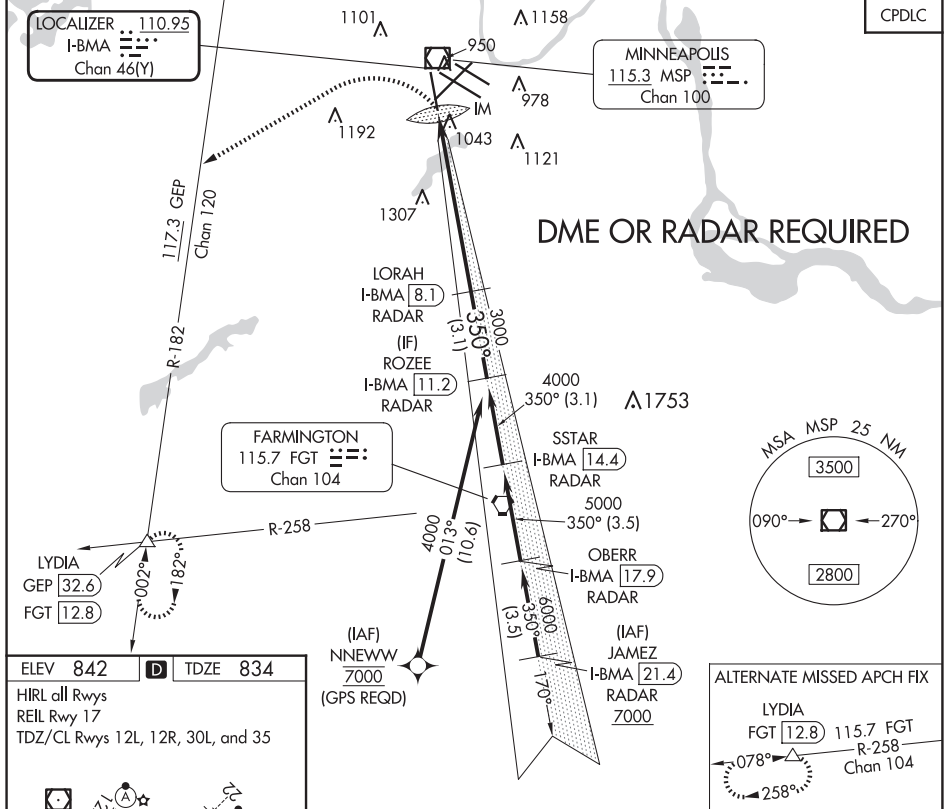 CPDLC
LOCALIZER 110.95
I-BMA
Chan 46(Y)
1101
1158
950
MINNEAPOLIS
115.3 MSP
Chan 100
978
IM
1192
1043
1121
1307
117.3 GEP
Chan 120
R-182
DME OR RADAR REQUIRED
LORAH
I-BMA 8.1
RADAR
350°
(3.1)
3000
(IF)
ROZEE
I-BMA 11.2
RADAR
4000
350° (3.1)
1753
FARMINGTON
115.7 FGT
Chan 104
SSTAR
I-BMA 14.4
RADAR
5000
350° (3.5)
MSA MSP 25 NM
3500
090°
270°
2800
R-258
4000
013°
(10.6)
OBERR
I-BMA 17.9
RADAR
LYDIA
GEP 32.6
FGT 12.8
002°
182°
6000
350°
(3.5)
(IAF)
NNEWW
7000
(GPS REQD)
(IAF)
JAMEZ
I-BMA 21.4
RADAR
7000
170°
ELEV 842 D TDZE 834
HIRL all Rwys
REIL Rwy 17
TDZ/CL Rwys 12L, 12R, 30L, and 35
A
22
ALTERNATE MISSED APCH FIX
LYDIA
FGT 12.8 115.7 FGT
R-258
Chan 104
078°
258°